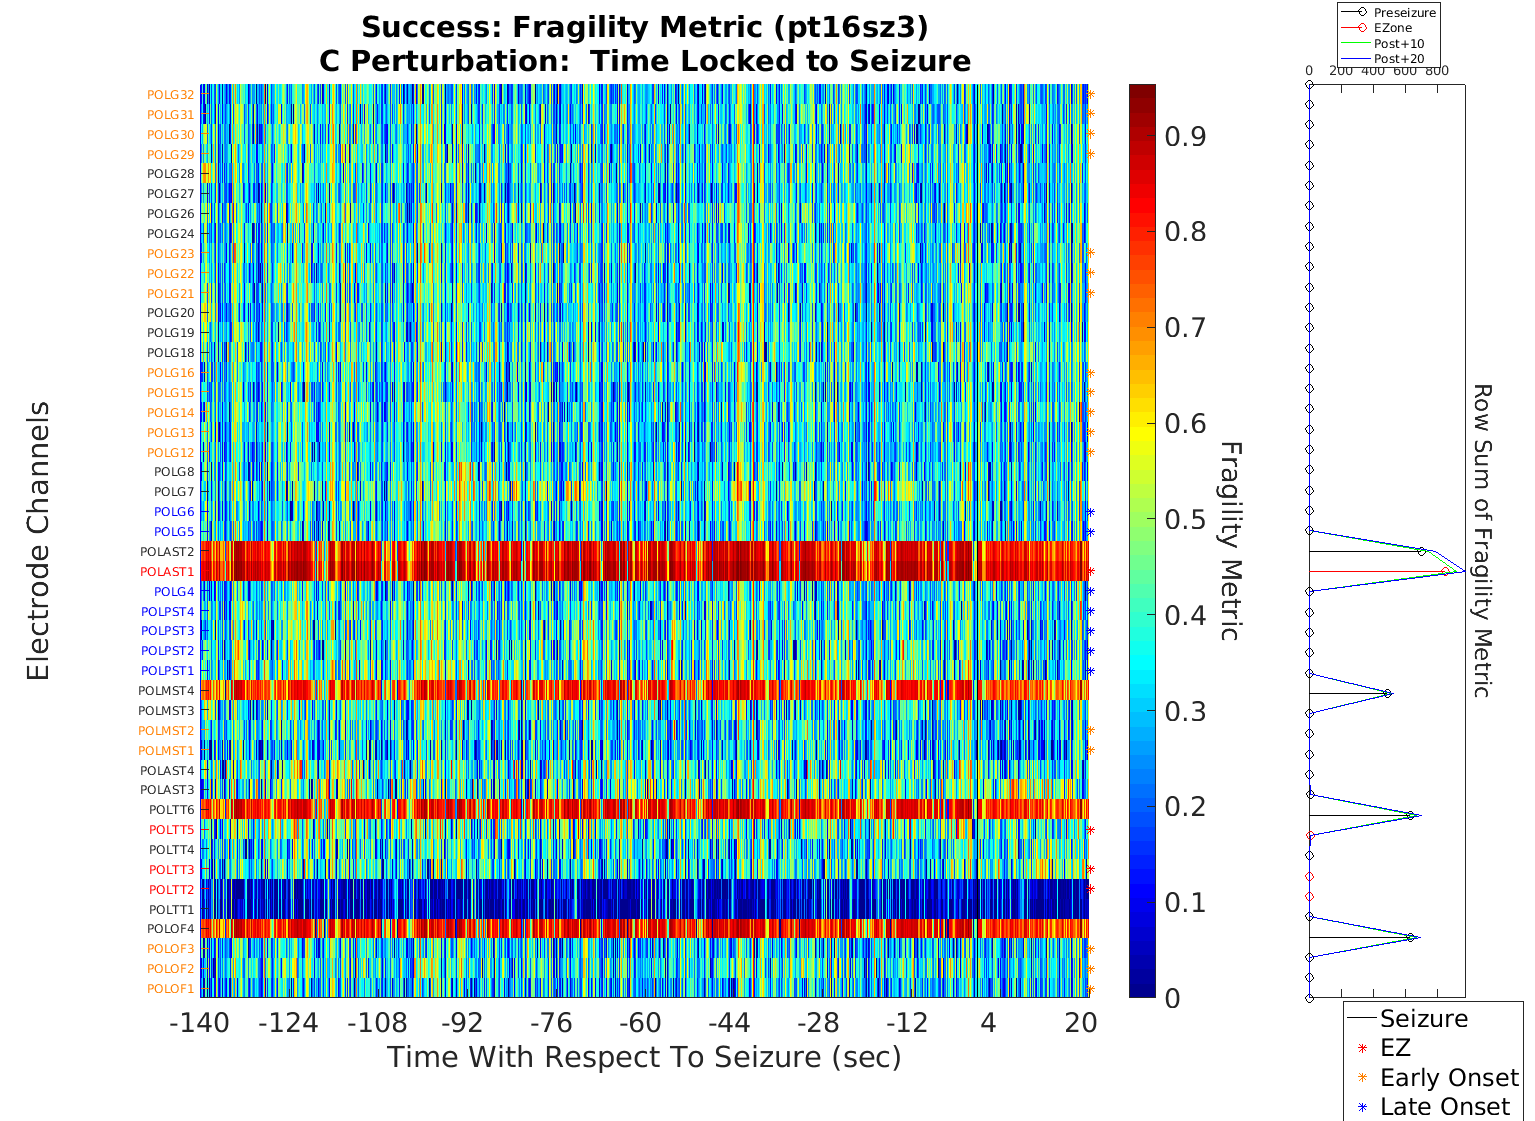 Success: Fragility Metric (pt16sz3)
C Perturbation:  Time Locked to Seizure
Preseizure
EZone
Post+10
Post+20
0 200 400 600 800
Electrode Channels
POLG32
POLG31
POLG30
POLG29
POLG28
POLG27
POLG26
POLG24
POLG23
POLG22
POLG21
POLG20
POLG19
POLG18
POLG16
POLG15
POLG14
POLG13
POLG12
POLG8
POLG7
POLG6
POLG5
POLAST2
POLAST1
POLG4
POLPST4
POLPST3
POLPST2
POLPST1
POLMST4
POLMST3
POLMST2
POLMST1
POLAST4
POLAST3
POLTT6
POLTT5
POLTT4
POLTT3
POLTT2
POLTT1
POLOF4
POLOF3
POLOF2
POLOF1
-140 -124 -108 -92 -76 -60 -44 -28 -12 4 20
Time With Respect To Seizure (sec)
0.9
0.8
0.7
0.6
0.5
0.4
0.3
0.2
0.1
0
Fragility Metric
Row Sum of Fragility Metric
Seizure
EZ
Early Onset
Late Onset